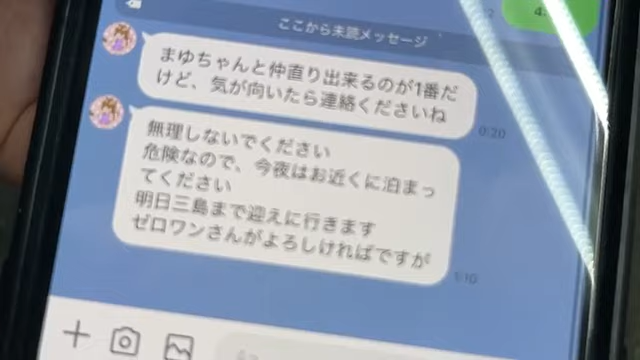 ここから未読メッセージ
まゆちゃんと仲直り出来るのが1番だ
けど、気が向いたら連絡くださいね
0:20
無理しないでください
危険なので、今夜はお近くに泊まっ
てください
明日三島まで迎えに行きます
ゼロワンさんがよろしければですが
1:10